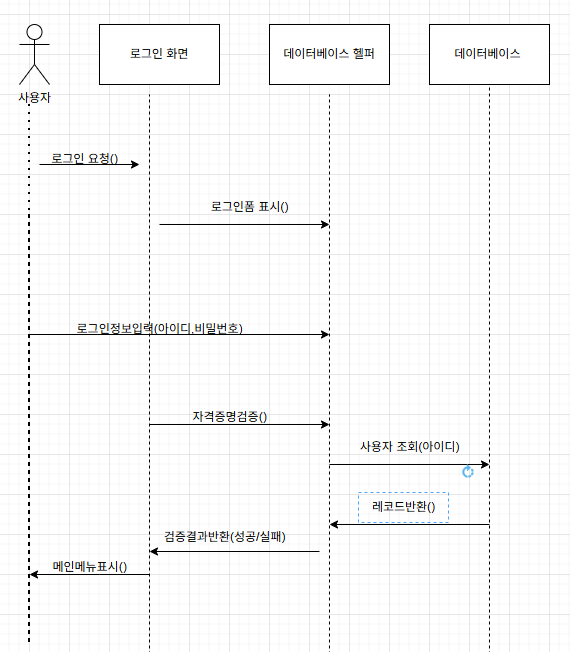 로그인 화면
데이터베이스 헬퍼
데이터베이스
사용자
로그인 요청()
로그인폼 표시()
로그인정보입력(아이디,비밀번호)
자격증명검증()
사용자 조회(아이디)
레코드반환()
검증결과반환(성공/실패)
메인메뉴표시()